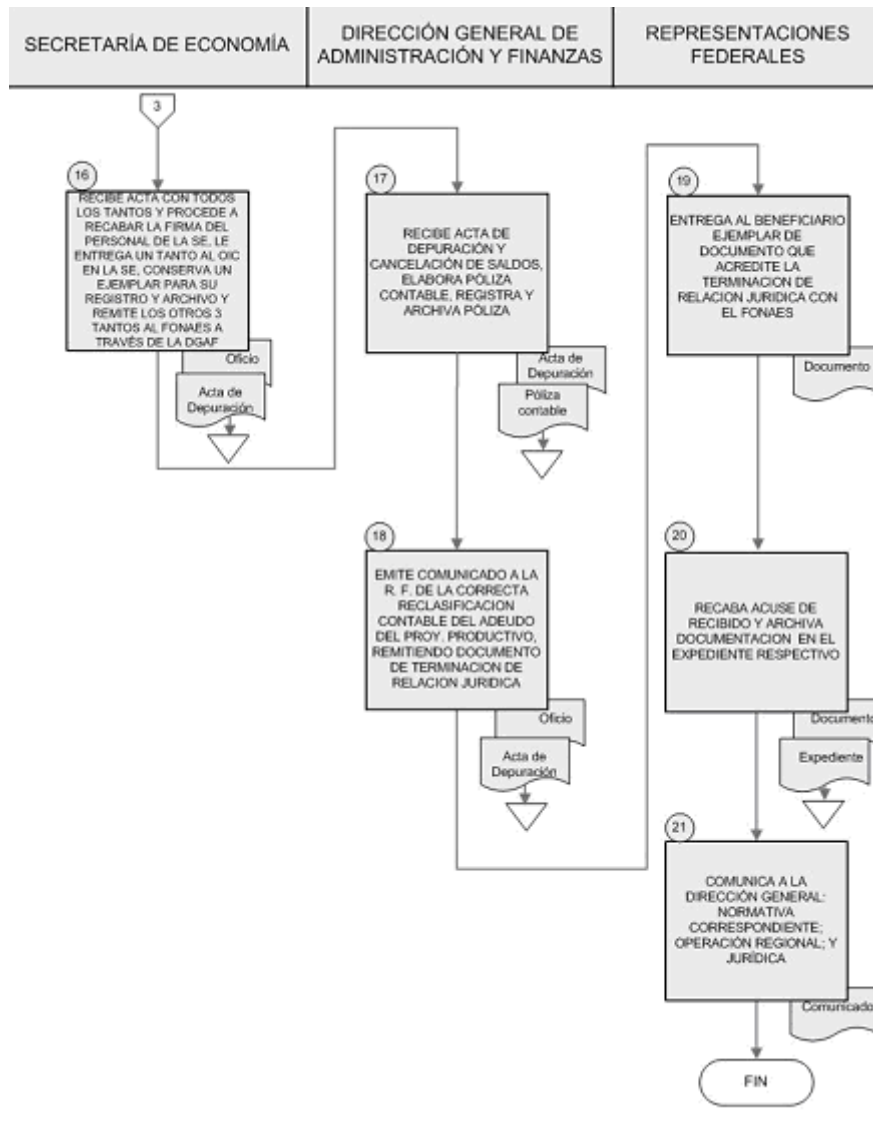 SECRETARÍA DE ECONOMÍA
DIRECCIÓN GENERAL DE
ADMINISTRACIÓN Y FINANZAS
REPRESENTACIONES
FEDERALES
3
16
RECIBE ACTA CON TODOS
LOS TANTOS Y PROCEDE A
RECABAR LA FIRMA DEL
PERSONAL DE LA SE, LE
ENTREGA UN TANTO AL OIC
EN LA SE, CONSERVA UN
EJEMPLAR PARA SU
REGISTRO Y ARCHIVO Y
REMITE LOS OTROS 3
TANTOS AL FONAES A
TRAVÉS DE LA DGAF
Oficio
Acta de
Depuración
17
RECIBE ACTA DE
DEPURACIÓN Y
CANCELACIÓN DE SALDOS,
ELABORA PÓLIZA
CONTABLE, REGISTRA Y
ARCHIVA PÓLIZA
Acta de
Depuración
Póliza
contable
18
EMITE COMUNICADO A LA
R. F. DE LA CORRECTA
RECLASIFICACION
CONTABLE DEL ADEUDO
DEL PROY. PRODUCTIVO,
REMITIENDO DOCUMENTO
DE TERMINACION DE
RELACION JURIDICA
Oficio
Acta de
Depuración
19
ENTREGA AL BENEFICIARIO
EJEMPLAR DE
DOCUMENTO QUE
ACREDITE LA
TERMINACION DE
RELACION JURIDICA CON
EL FONAES
Documento
20
RECABA ACUSE DE
RECIBIDO Y ARCHIVA
DOCUMENTACION EN EL
EXPEDIENTE RESPECTIVO
Documento
Expediente
21
COMUNICA A LA
DIRECCIÓN GENERAL:
NORMATIVA
CORRESPONDIENTE;
OPERACIÓN REGIONAL; Y
JURÍDICA
Comunicado
FIN